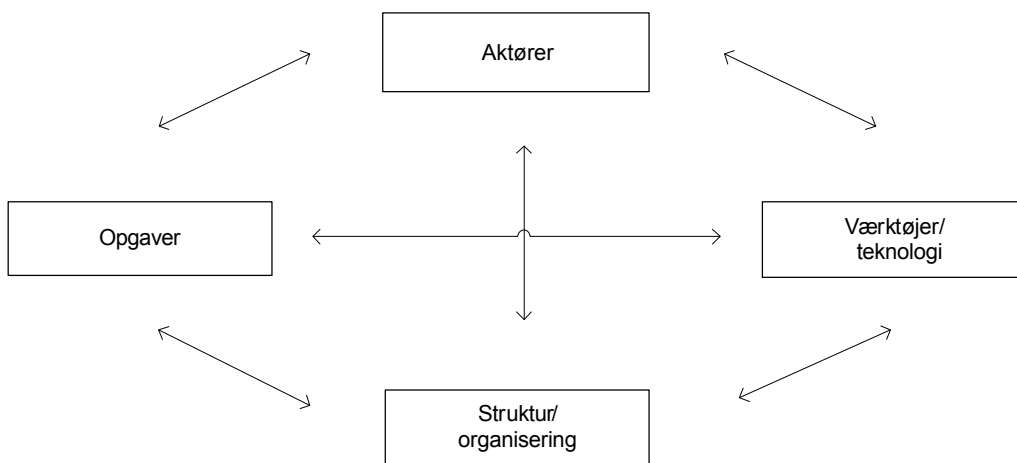 Aktører
Opgaver
Værktøjer/
teknologi
Struktur/
organisering